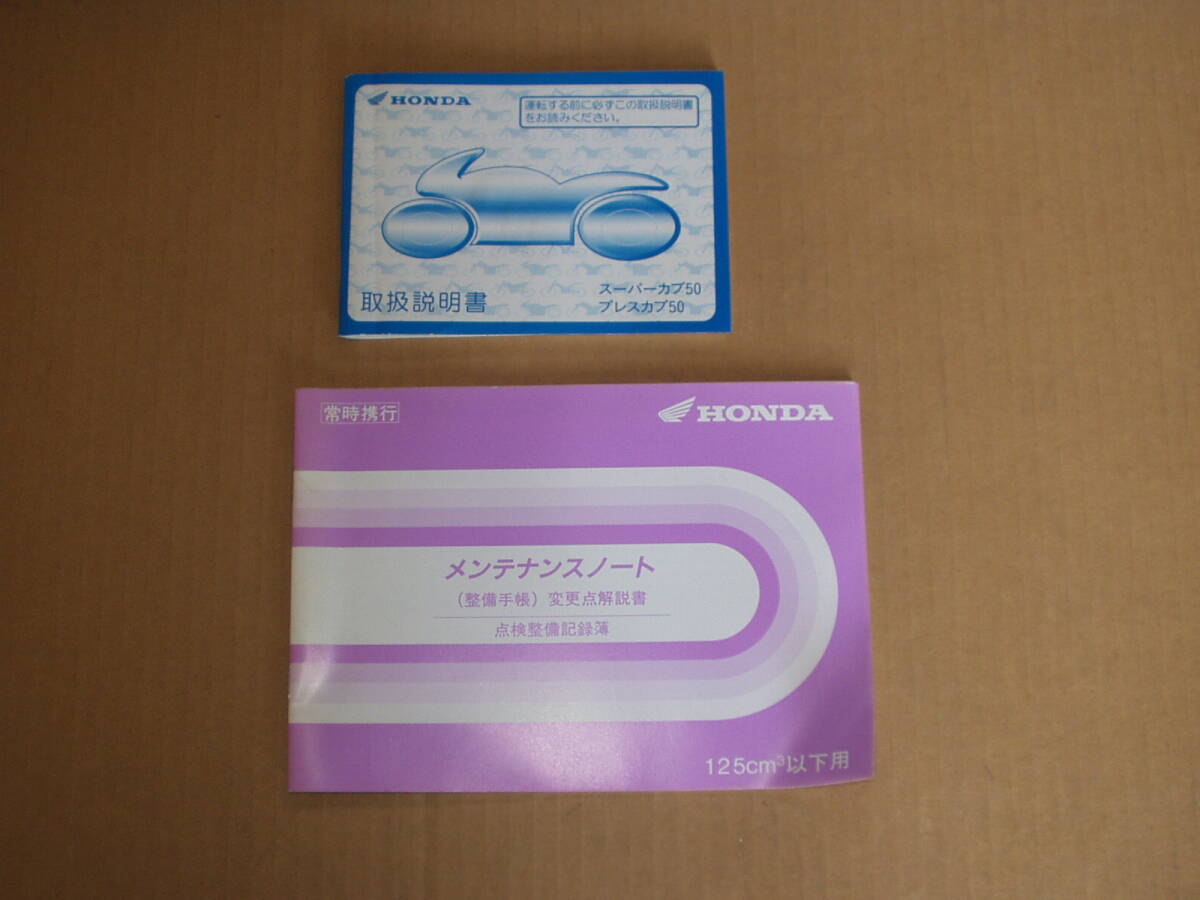 HONDA
運転する前に必ずこの取扱説明書
をお読みください。
取扱説明書
スーパーカブ50
プレスカブ50
常時携行
HONDA
メンテナンスノート
（整備手帳）変更点解説書
点検整備記録簿
125cm³以下用